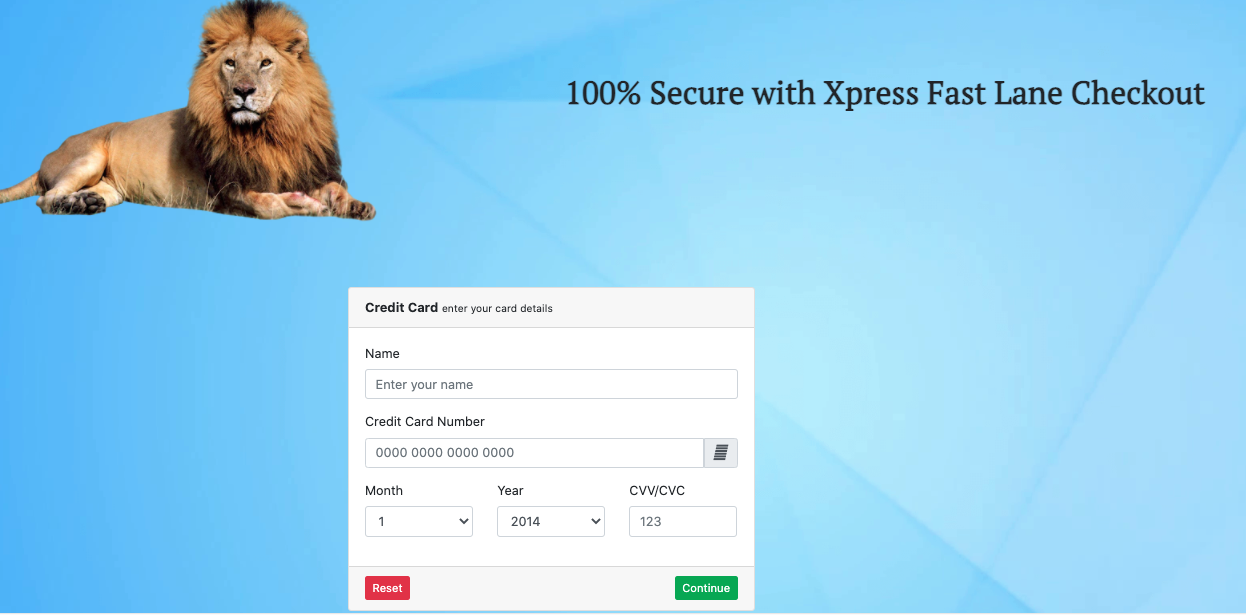 100% Secure with Xpress Fast Lane Checkout
Credit Card enter your card details
Name
Enter your name
Credit Card Number
0000 0000 0000 0000
Month Year CVV/CVC
1 2014 123
Reset Continue